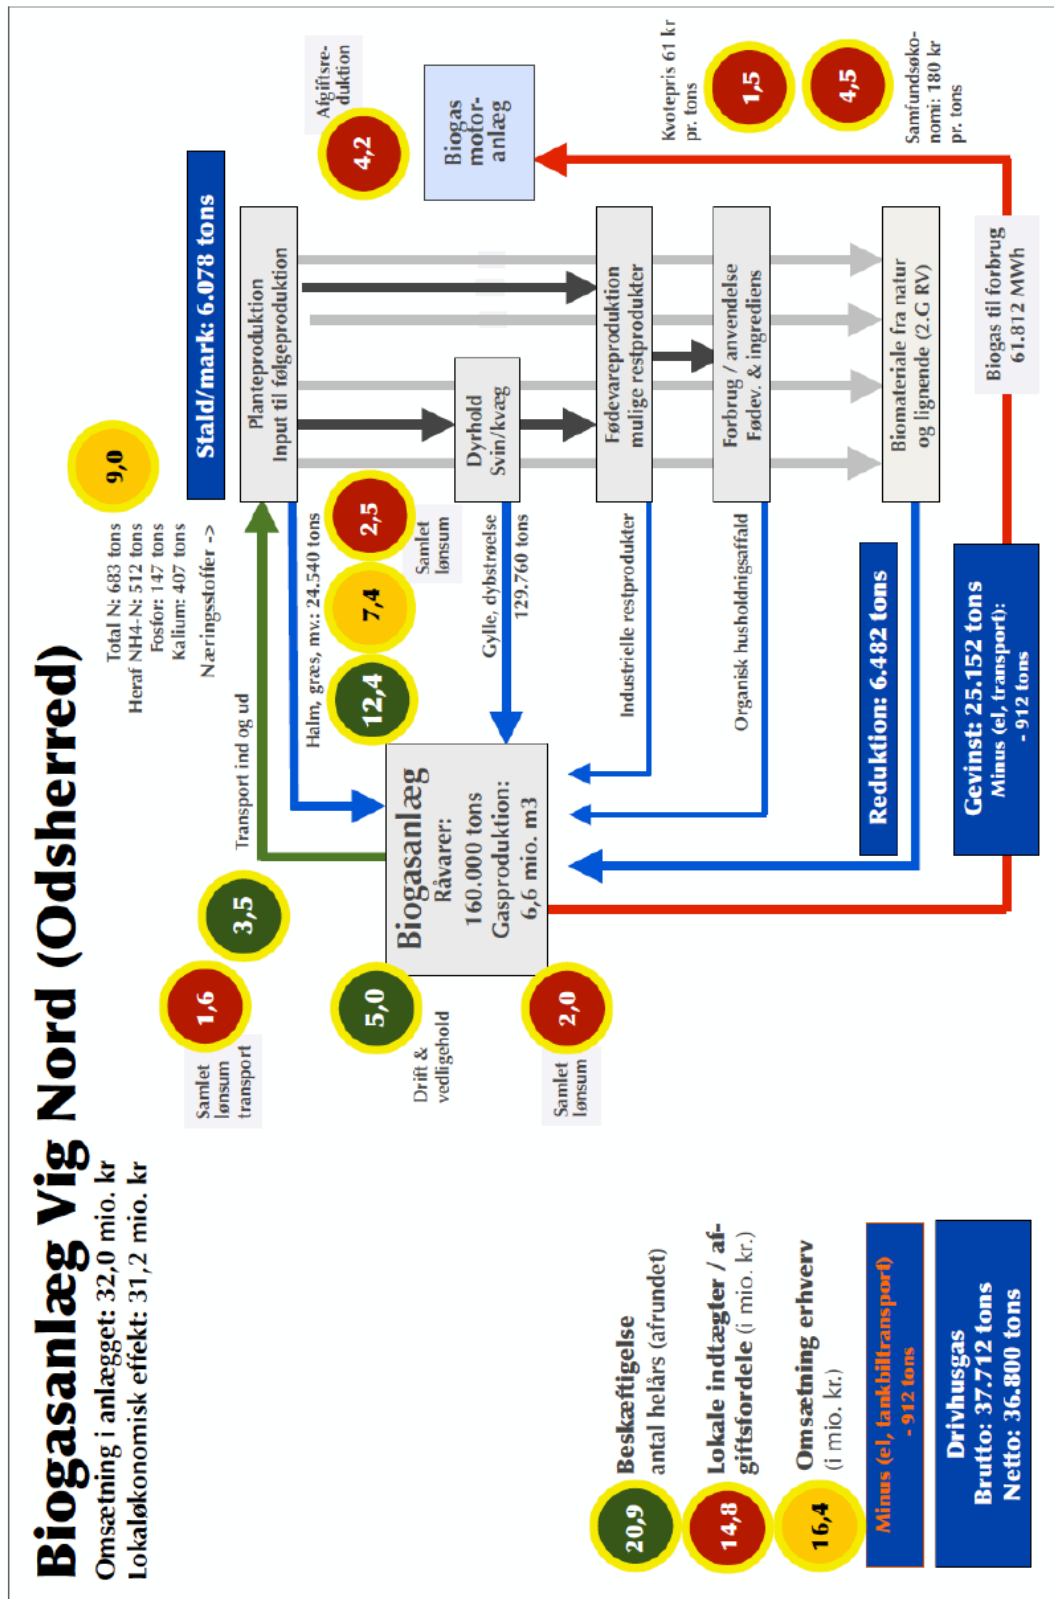 Biogasanlæg Vig Nord (Odsherred)
Omsætning i anlægget: 32,0 mio. kr
Lokaløkonomisk effekt: 31,2 mio. kr
Total N: 683 tons
Heraf NH4-N: 512 tons
Fosfor: 147 tons
Kalium: 407 tons
Næringsstoffer ->
9,0
Stald/mark: 6.078 tons
Samlet
lønsum
transport
1,6
3,5
Transport ind og ud
Planteproduktion
Input til følgeproduktion
4,2
Afgiftsre-
duktion
Halm, græs, mv.: 24.540 tons
12,4
7,4
2,5
Samlet
lønsum
5,0
Drift &
vedligehold
Biogasanlæg
Råvarer:
160.000 tons
Gasproduktion:
6,6 mio. m3
2,0
Samlet
lønsum
Gylle, dybstrøelse
129.760 tons
Dyrhold
Svin/kvæg
Biogas
motor-
anlæg
Industrielle restprodukter
Fødevareproduktion
mulige restprodukter
Organisk husholdnigsaffald
Forbrug / anvendelse
Fødev. & ingrediens
Kvotepris 61 kr
pr. tons
1,5
4,5
Samfundsøko-
nomi: 180 kr
pr. tons
Reduktion: 6.482 tons
Biomateriale fra natur
og lignende (2.G RV)
Gevinst: 25.152 tons
Minus (el, transport):
- 912 tons
Biogas til forbrug
61.812 MWh
20,9
Beskæftigelse
antal helårs (afrundet)
14,8
Lokale indtægter / af-
giftsfordele (i mio. kr.)
16,4
Omsætning erhverv
(i mio. kr.)
Minus (el, tankbiltransport)
- 912 tons
Drivhusgas
Brutto: 37.712 tons
Netto: 36.800 tons